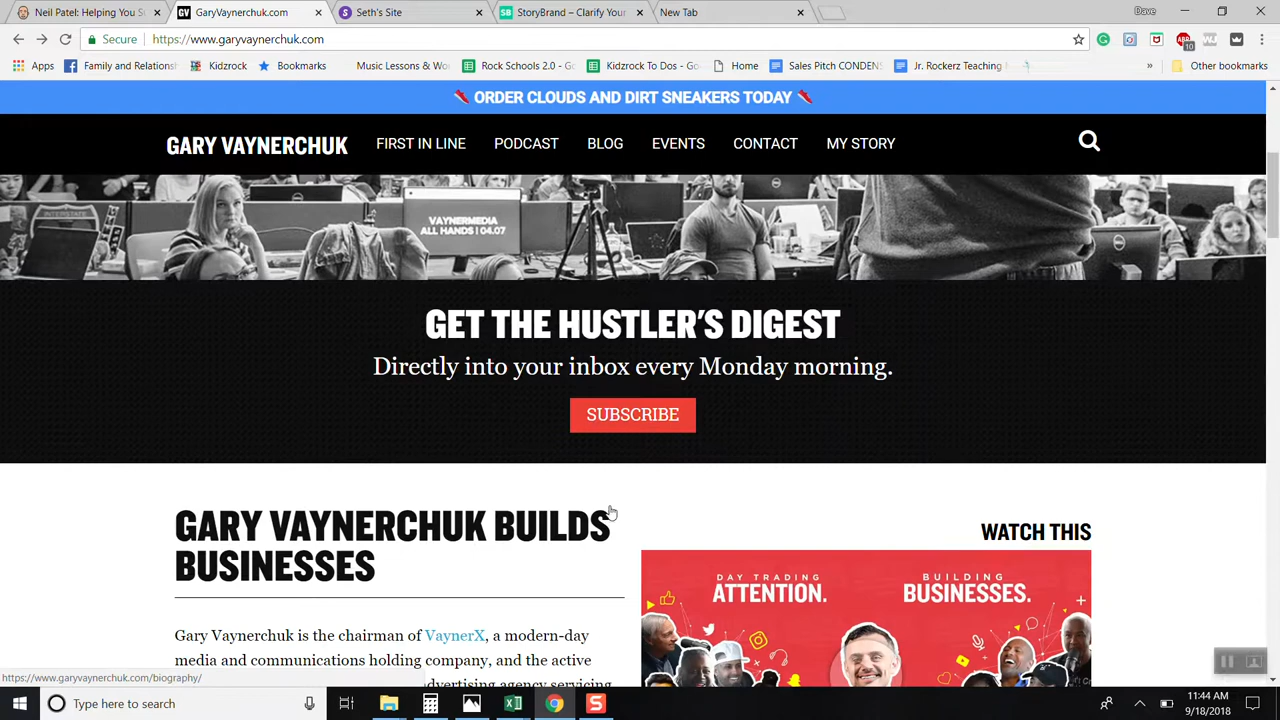 Neil Patel: Helping You S
GaryVaynerchuk.com
Seth's Site
StoryBrand – Clarify Your
New Tab
Dave
Secure
https://www.garyvaynerchuk.com
Apps
Family and Relations
Kidzrock
Bookmarks
Music Lessons & Wo
Rock Schools 2.0 - Go
Kidzrock To Dos - Go
Home
Sales Pitch CONDENS
Jr. Rockerz Teaching
»
Other bookmarks
ORDER CLOUDS AND DIRT SNEAKERS TODAY
GARY VAYNERCHUK
FIRST IN LINE
PODCAST
BLOG
EVENTS
CONTACT
MY STORY
INTERSTATE
VAYNERMEDIA
ALL HANDS | 04.07
GET THE HUSTLER'S DIGEST
Directly into your inbox every Monday morning.
SUBSCRIBE
GARY VAYNERCHUK BUILDS
BUSINESSES
WATCH THIS
DAY TRADING
ATTENTION.
BUILDING
BUSINESSES.
Gary Vaynerchuk is the chairman of VaynerX, a modern-day
media and communications holding company, and the active
advertising agency servicing
https://www.garyvaynerchuk.com/biography/
Type here to search
11:44 AM
9/18/2018